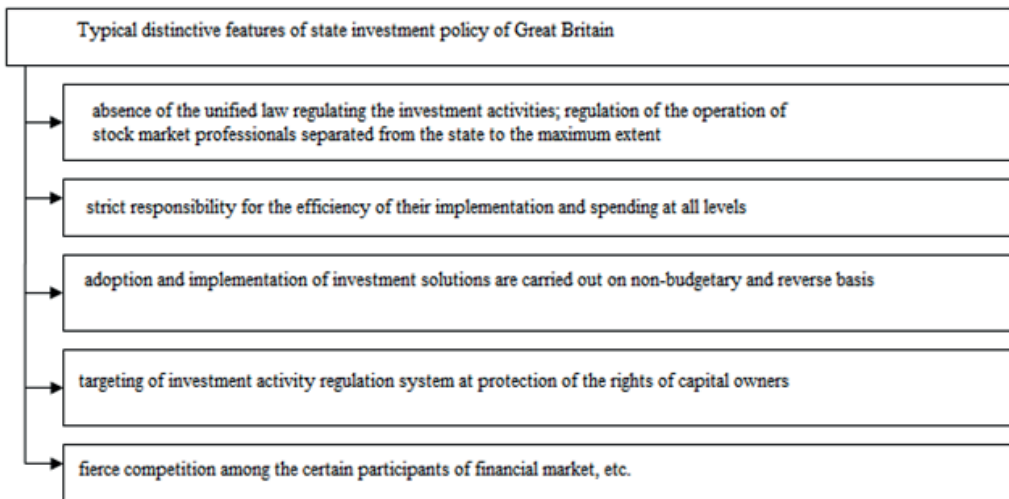 Typical distinctive features of state investment policy of Great Britain
absence of the unified law regulating the investment activities; regulation of the operation of
stock market professionals separated from the state to the maximum extent
strict responsibility for the efficiency of their implementation and spending at all levels
adoption and implementation of investment solutions are carried out on non-budgetary and reverse basis
targeting of investment activity regulation system at protection of the rights of capital owners
fierce competition among the certain participants of financial market, etc.